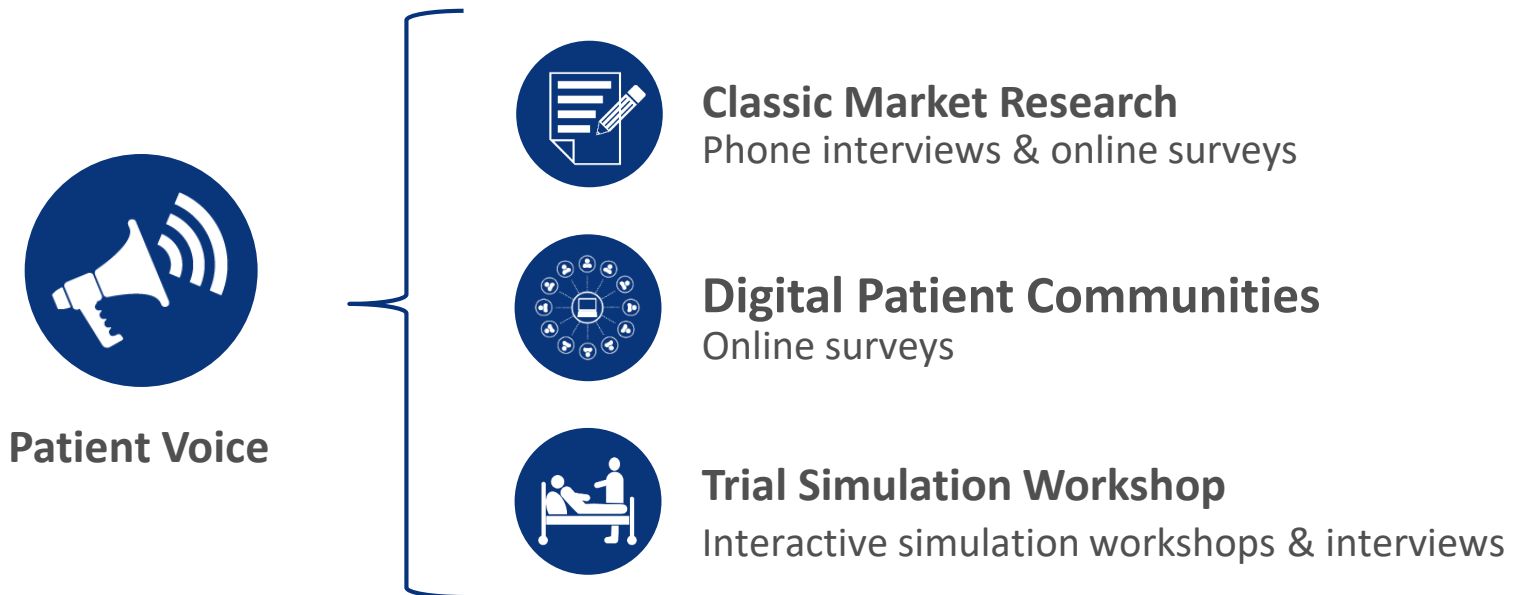 Patient Voice
Classic Market Research
Phone interviews & online surveys
Digital Patient Communities
Online surveys
Trial Simulation Workshop
Interactive simulation workshops & interviews